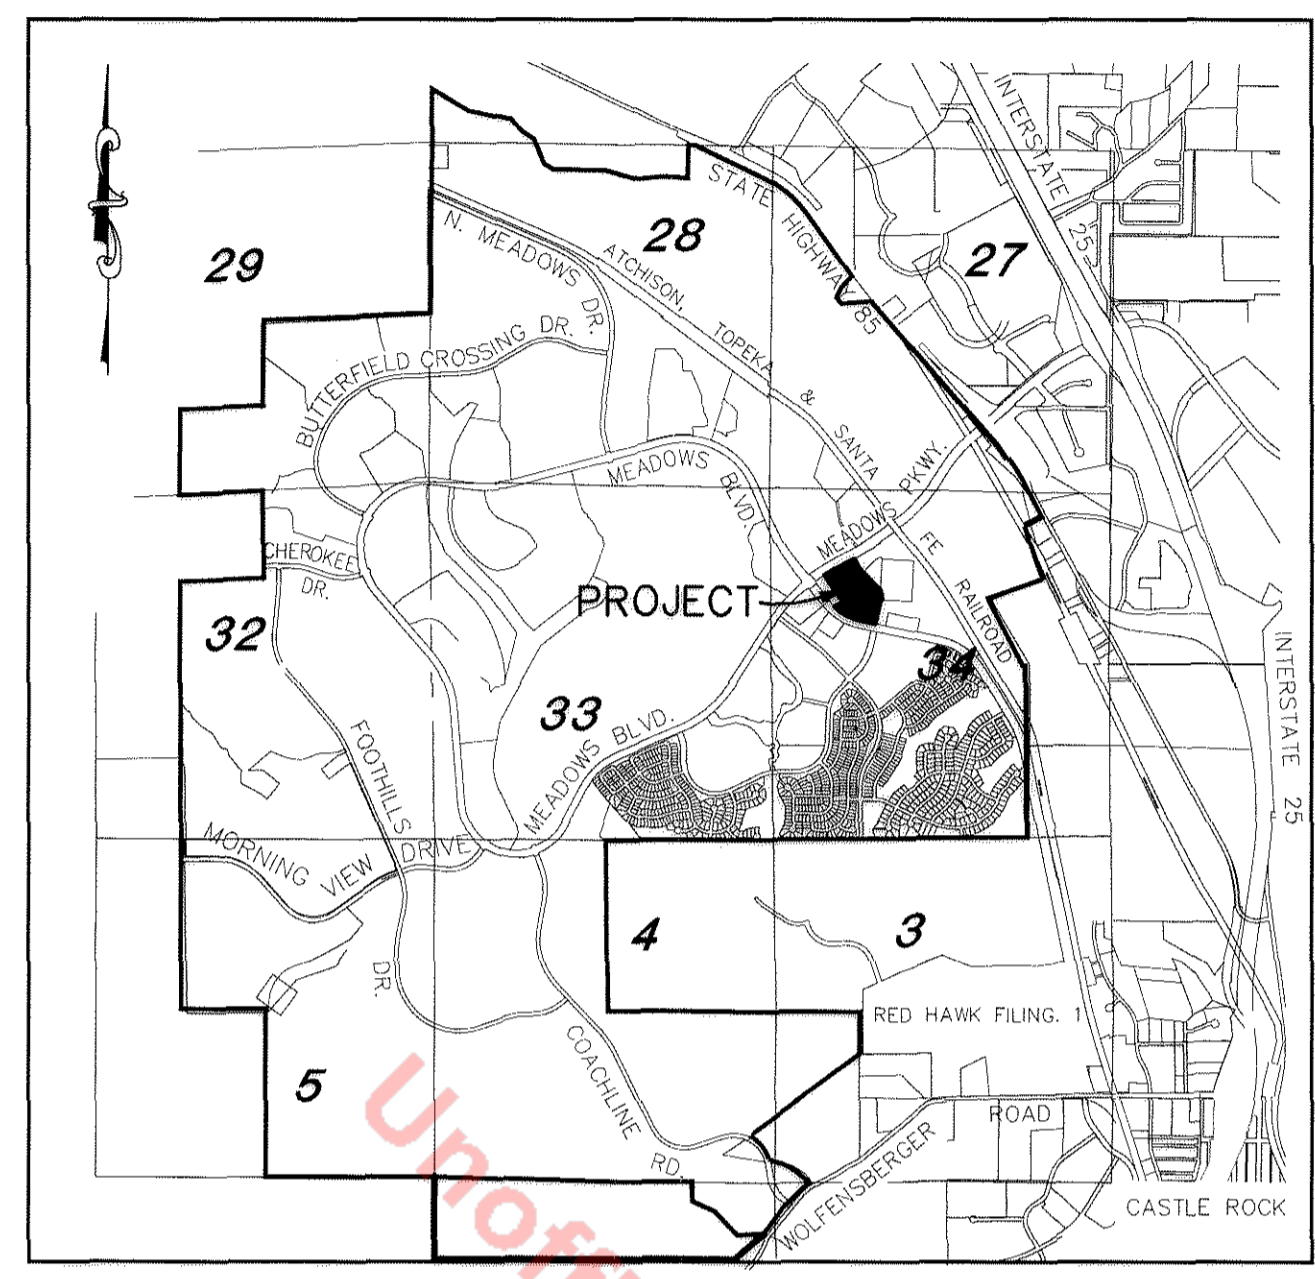 INTERSTATE 25
STATE HIGHWAY 85
28
27
29
N. MEADOWS DR.
ATCHISON, TOPEKA & SANTA FE RAILROAD
BUTTERFIELD CROSSING DR.
MEADOWS BLVD.
MEADOWS PKWY.
CHEROKEE DR.
PROJECT
32
34
33
MEADOWS BLVD.
INTERSTATE 25
FOOTHILLS DR.
MORNING VIEW DRIVE
4
3
RED HAWK FILING. 1
5
COACHLINE RD.
WOLFENSBERGER ROAD
CASTLE ROCK